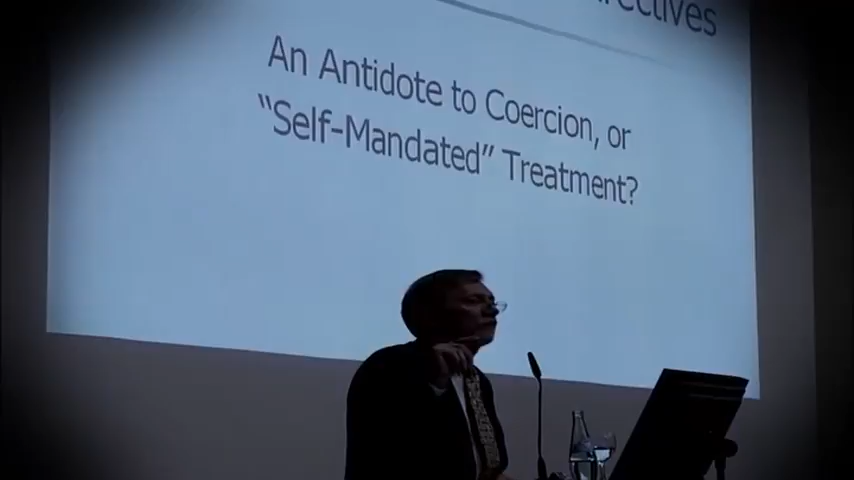 An Antidote to Coercion, or
“Self-Mandated” Treatment?